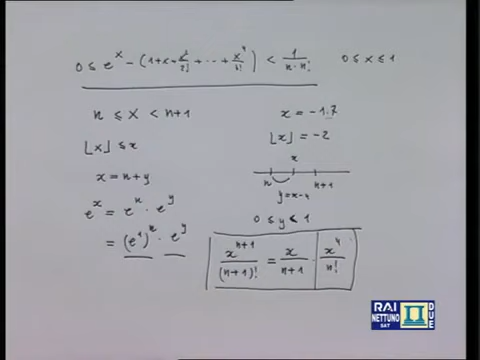 0 ≤ e^x - (1 + x + x^2/2! + ... + x^n/n!) < 1/(n·n!)    0 ≤ x ≤ 1
n ≤ x < n+1
⌊x⌋ ≤ x
x = n + y
e^x = e^n · e^y
= (e^1)^n · e^y
x = -1.7
⌊x⌋ = -2
x
n    n+1
y = x - n
0 ≤ y < 1
x^(n+1)/(n+1)! = x/(n+1) · x^n/n!
RAI
NETTUNO
SAT
DUE